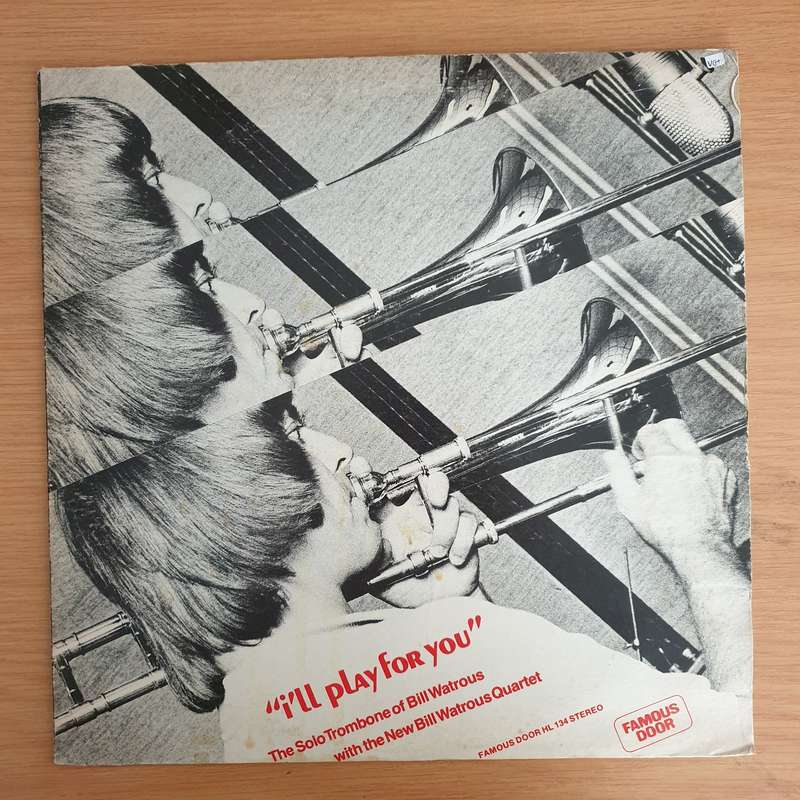 VG+
"i'll play for you"
The Solo Trombone of Bill Watrous
with the New Bill Watrous Quartet
FAMOUS DOOR HL 134 STEREO
FAMOUS
DOOR